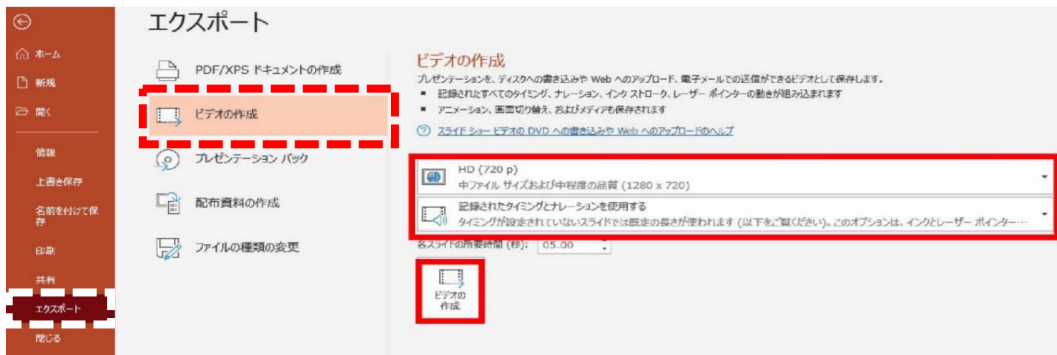 エクスポート
ホーム
新規
開く
情報
上書き保存
名前を付けて保
存
印刷
共有
エクスポート
閉じる
PDF/XPS ドキュメントの作成
ビデオの作成
プレゼンテーション パック
配布資料の作成
ファイルの種類の変更
ビデオの作成
プレゼンテーションを、ディスクへの書き込みや Web へのアップロード、電子メールでの送信ができるビデオとして保存します。
▪ 記録されたすべてのタイミング、ナレーション、インク ストローク、レーザー ポインターの動きが組み込まれます
▪ アニメーション、画面切り替え、およびメディアも保存されます
スライド ショー ビデオの DVD への書き込みや Web へのアップロードのヘルプ
HD (720 p)
中ファイル サイズおよび中程度の品質 (1280 x 720)
記録されたタイミングとナレーションを使用する
タイミングが設定されていないスライドでは既定の長さが使われます (以下をご覧ください)。このオプションは、インクとレーザー ポインター…
各スライドの所要時間 (秒): 05.00
ビデオの
作成